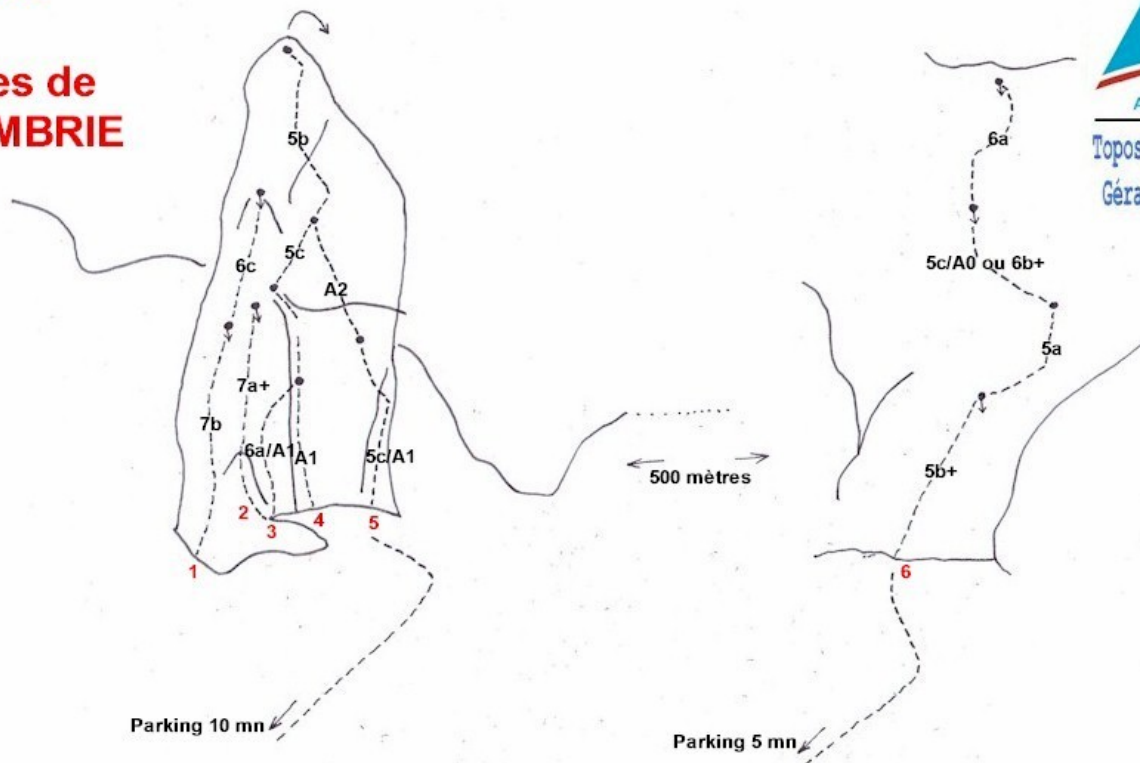 es de
MBRIE
A
Topos
Géra
5b
6a
6c
5c
5c/A0 ou 6b+
A2
5a
7a+
7b
6a/A1
A1
5c/A1
5b+
500 mètres
1
2
3
4
5
6
Parking 10 mn
Parking 5 mn